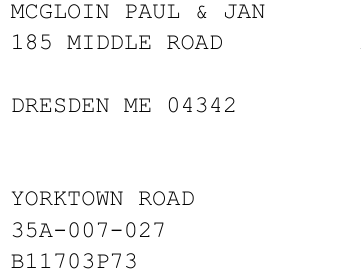 MCGLOIN PAUL & JAN
185 MIDDLE ROAD
DRESDEN ME 04342
YORKTOWN ROAD
35A-007-027
B11703P73